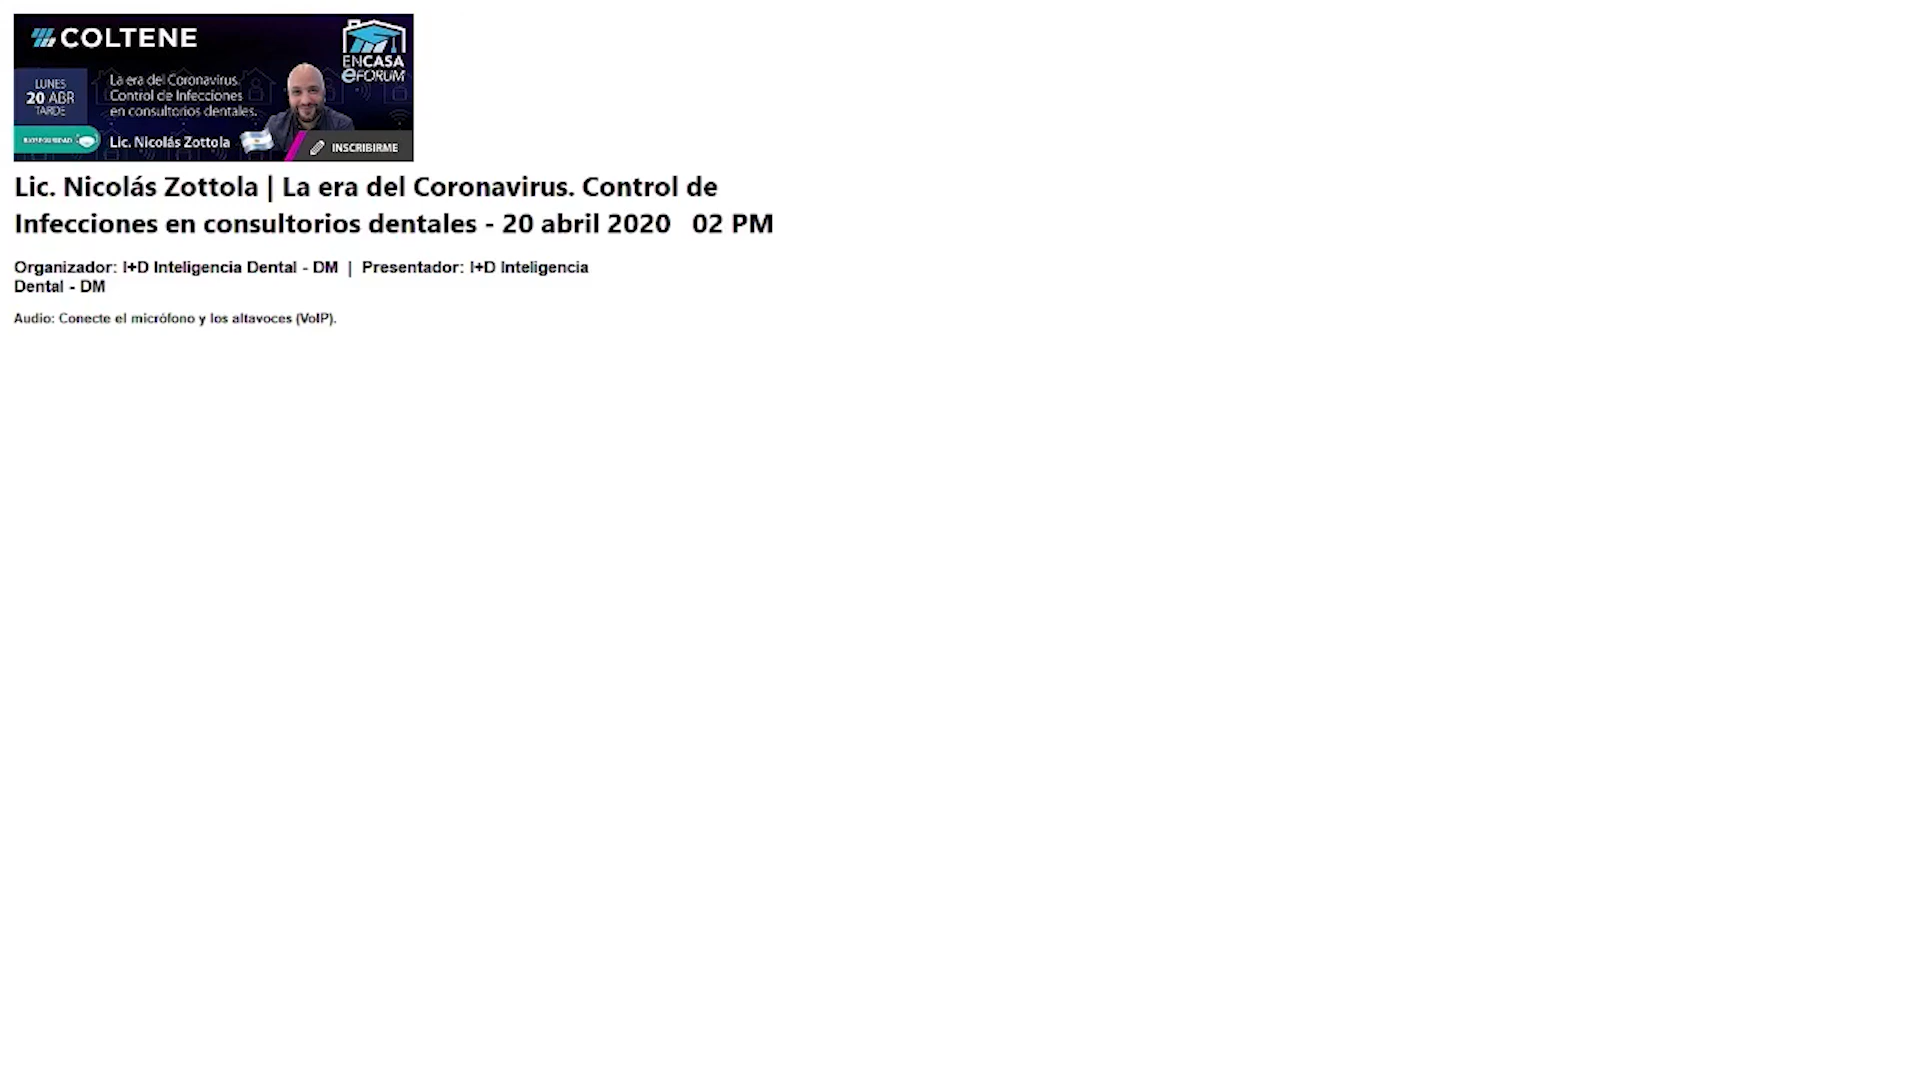 COLTENE
ENCASA
eFORUM
LUNES
20 ABR
TARDE
La era del Coronavirus.
Control de Infecciones
en consultorios dentales.
BIOSEGURIDAD
Lic. Nicolás Zottola
INSCRIBIRME
Lic. Nicolás Zottola | La era del Coronavirus. Control de
Infecciones en consultorios dentales - 20 abril 2020 02 PM
Organizador: I+D Inteligencia Dental - DM | Presentador: I+D Inteligencia
Dental - DM
Audio: Conecte el micrófono y los altavoces (VoIP).